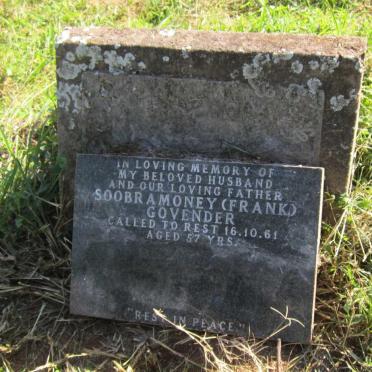 IN LOVING MEMORY OF
MY BELOVED HUSBAND
AND OUR LOVING FATHER
SOOBRAMONEY (FRANK)
GOVENDER
CALLED TO REST 16.10.61
AGED 57 YRS.
"REST IN PEACE"